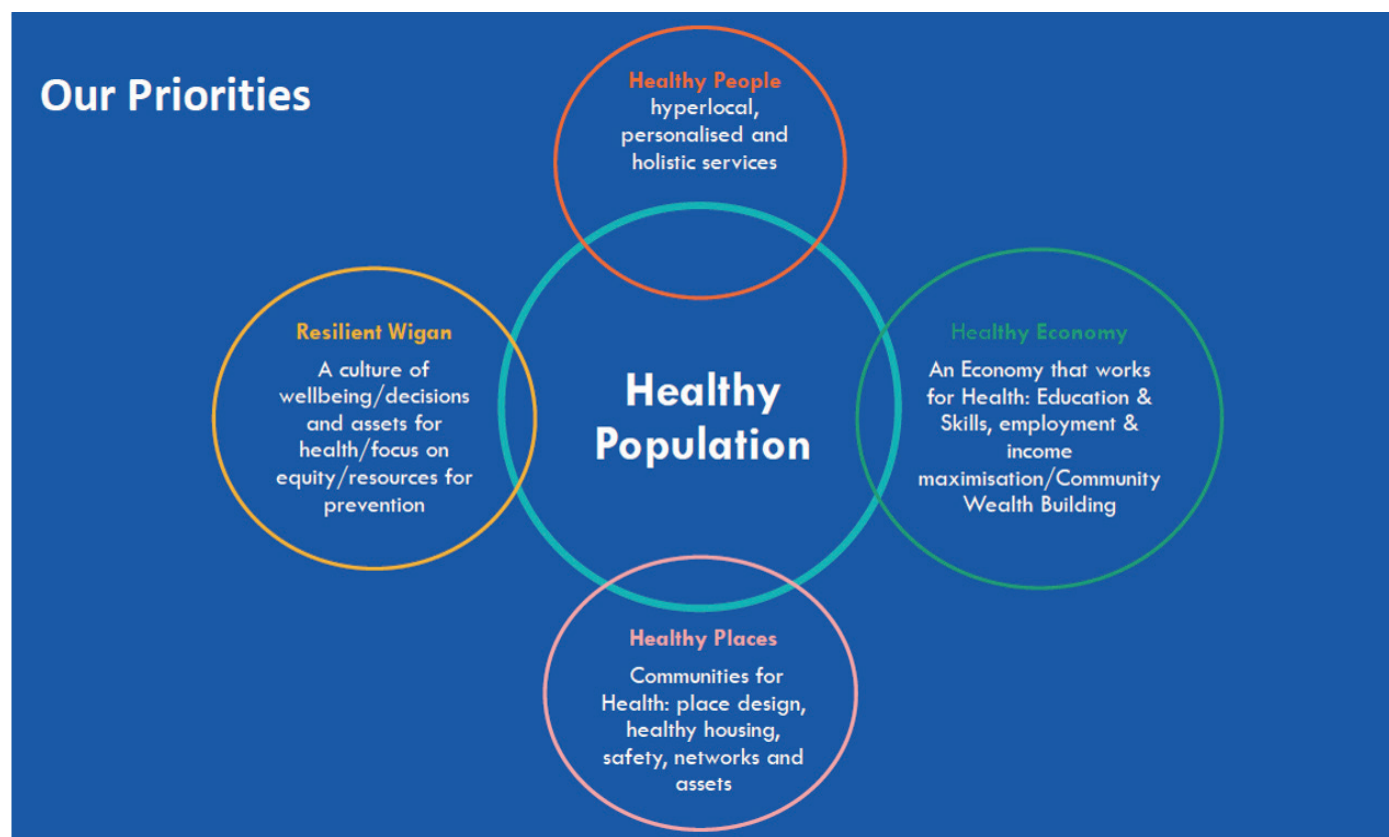 Our Priorities
Healthy People
hyperlocal,
personalised and
holistic services
Resilient Wigan
A culture of
wellbeing/decisions
and assets for
health/focus on
equity/resources for
prevention
Healthy
Population
Healthy Economy
An Economy that works
for Health: Education &
Skills, employment &
income
maximisation/Community
Wealth Building
Healthy Places
Communities for
Health: place design,
healthy housing,
safety, networks and
assets